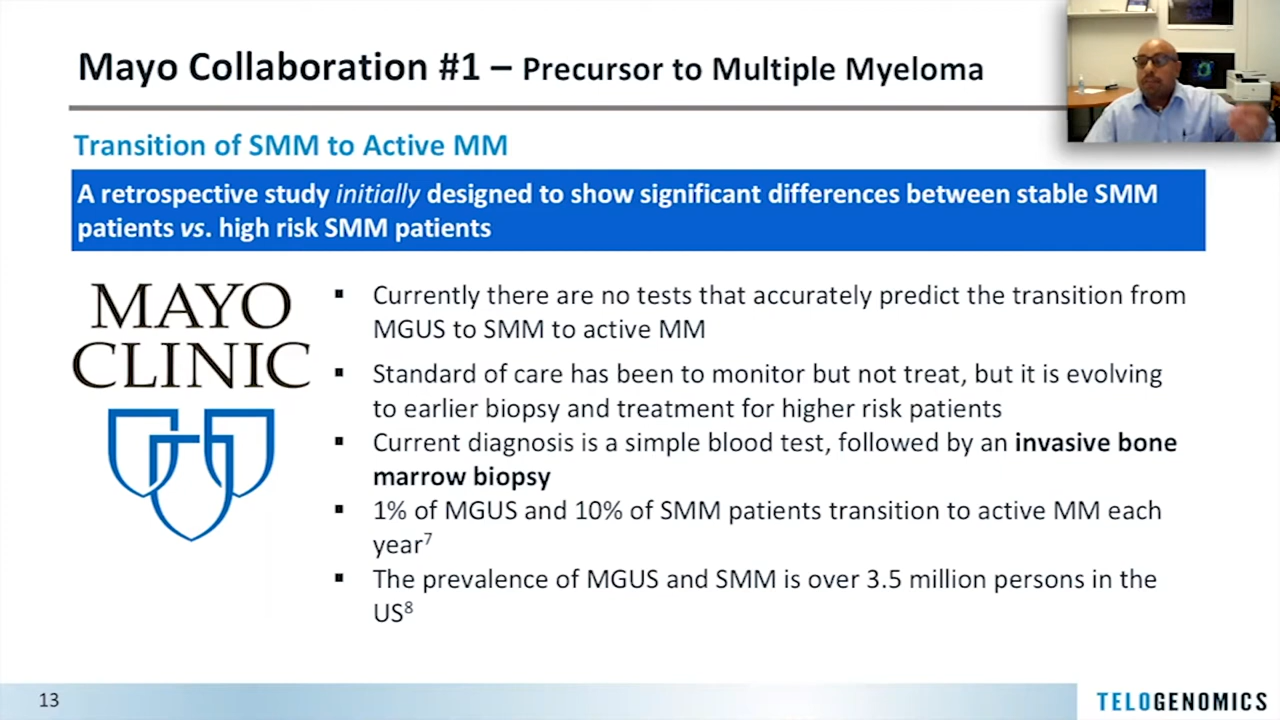 Mayo Collaboration #1 – Precursor to Multiple Myeloma
Transition of SMM to Active MM
A retrospective study initially designed to show significant differences between stable SMM
patients vs. high risk SMM patients
MAYO
CLINIC
▪ Currently there are no tests that accurately predict the transition from
MGUS to SMM to active MM
▪ Standard of care has been to monitor but not treat, but it is evolving
to earlier biopsy and treatment for higher risk patients
▪ Current diagnosis is a simple blood test, followed by an invasive bone
marrow biopsy
▪ 1% of MGUS and 10% of SMM patients transition to active MM each
year⁷
▪ The prevalence of MGUS and SMM is over 3.5 million persons in the
US⁸
13
TELOGENOMICS